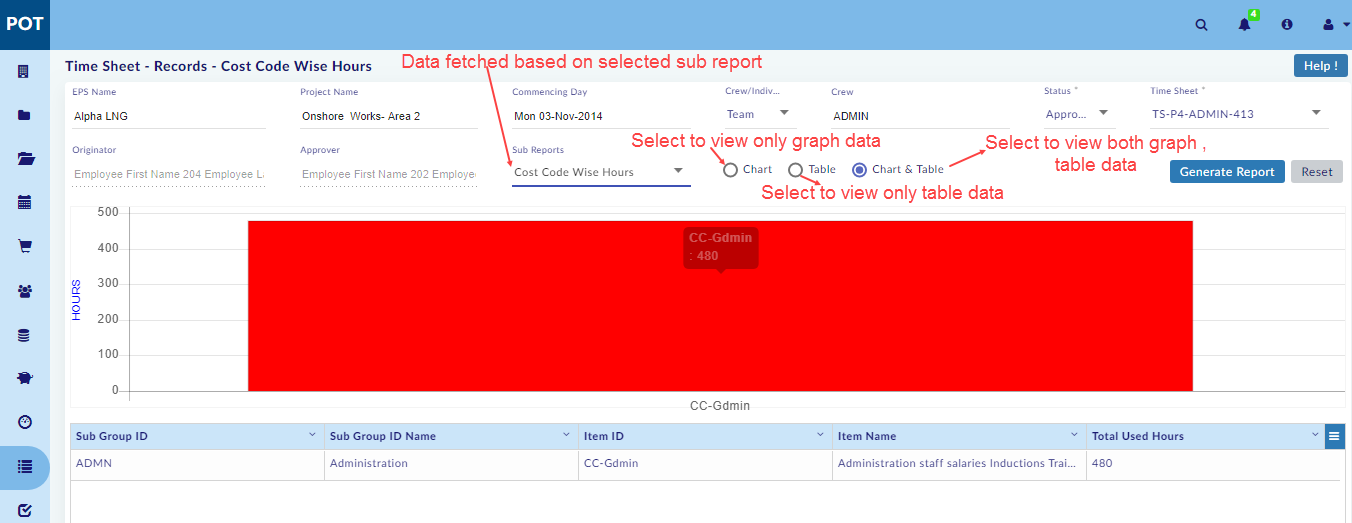 POT
4
Time Sheet - Records - Cost Code Wise Hours
Data fetched based on selected sub report
Help !
EPS Name
Project Name
Commencing Day
Crew/Indiv...
Crew
Status *
Time Sheet *
Alpha LNG
Onshore Works- Area 2
Mon 03-Nov-2014
Team
ADMIN
Appro...
TS-P4-ADMIN-413
Select to view only graph data
Select to view both graph ,
table data
Originator
Approver
Sub Reports
Employee First Name 204 Employee La
Employee First Name 202 Employe
Cost Code Wise Hours
Chart
Table
Chart & Table
Generate Report
Reset
Select to view only table data
500
400
300
200
100
0
HOURS
CC-Gdmin
: 480
CC-Gdmin
Sub Group ID
Sub Group ID Name
Item ID
Item Name
Total Used Hours
ADMN
Administration
CC-Gdmin
Administration staff salaries Inductions Trai...
480